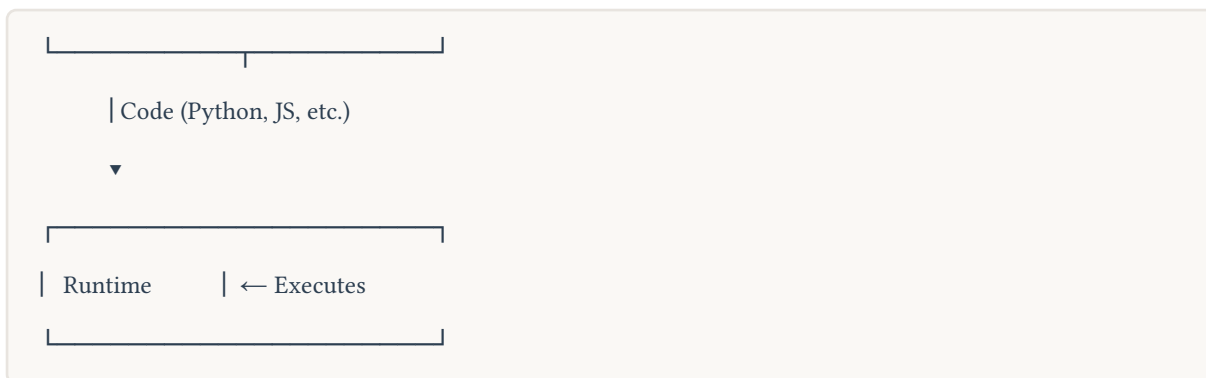 └─────────────────┬─────────────────┘
│ Code (Python, JS, etc.)
▼
┌───────────────────────────────────┐
│ Runtime │ ← Executes
└───────────────────────────────────┘